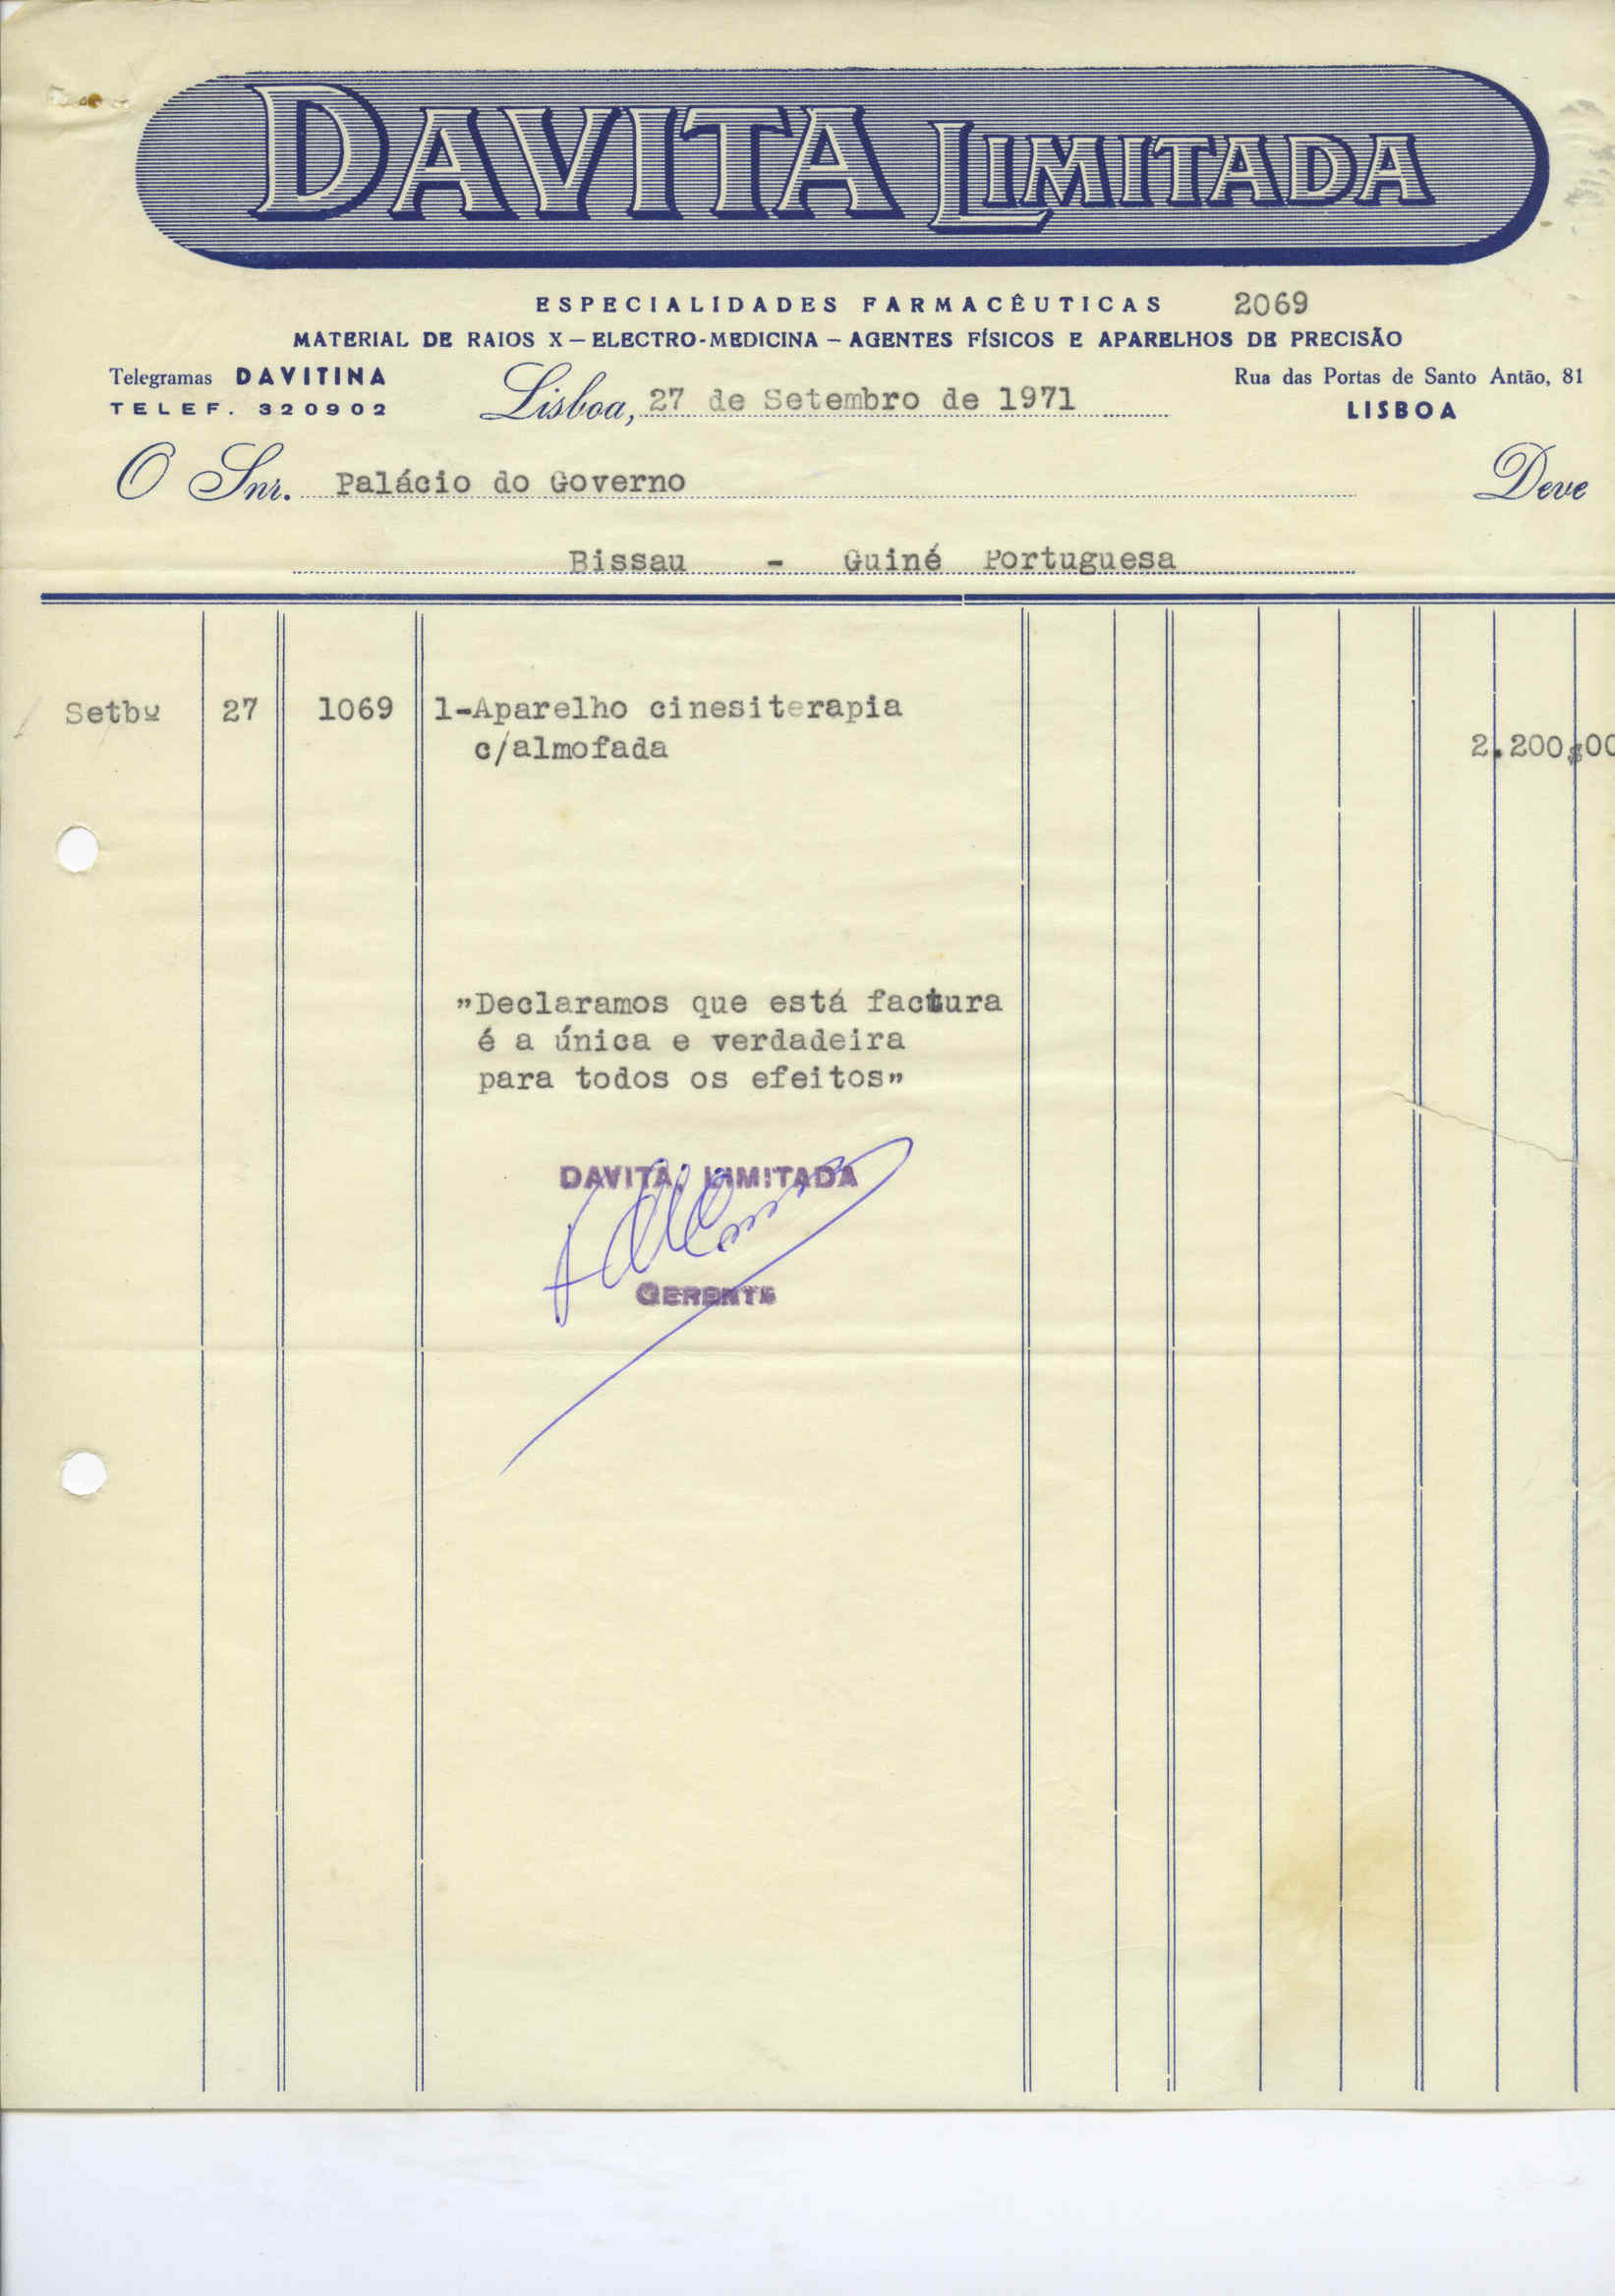 DAVITA LIMITADA
ESPECIALIDADES FARMACÊUTICAS 2069
MATERIAL DE RAIOS X — ELECTRO-MEDICINA — AGENTES FÍSICOS E APARELHOS DE PRECISÃO
Telegramas DAVITINA
TELEF. 320902
Lisboa, 27 de Setembro de 1971
Rua das Portas de Santo Antão, 81
LISBOA
O Snr. Palácio do Governo Deve
Bissau - Guiné Portuguesa
27 1069 1-Aparelho cinesiterapia
c/almofada 2.200$00
"Declaramos que está factura
é a única e verdadeira
para todos os efeitos"
DAVITA, LIMITADA
GERENTE